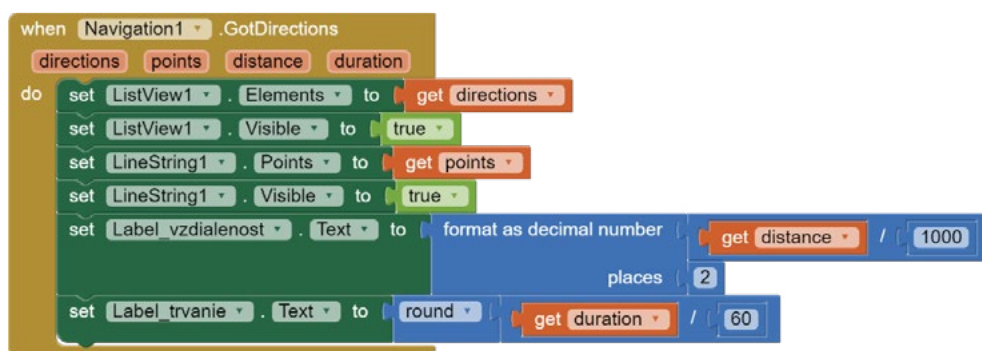 when Navigation1 .GotDirections
directions points distance duration
do set ListView1 . Elements to get directions
set ListView1 . Visible to true
set LineString1 . Points to get points
set LineString1 . Visible to true
set Label_vzdialenost . Text to format as decimal number get distance / 1000
places 2
set Label_trvanie . Text to round get duration / 60